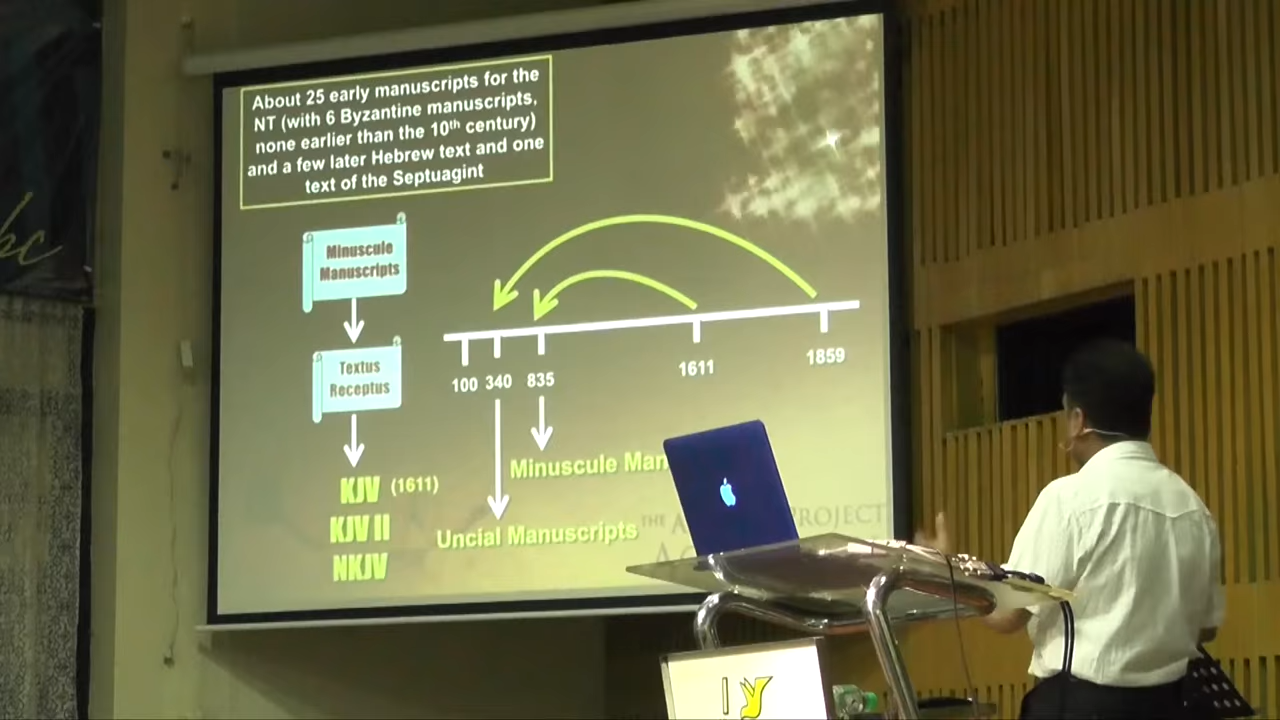 About 25 early manuscripts for the
NT (with 6 Byzantine manuscripts,
none earlier than the 10th century)
and a few later Hebrew text and one
text of the Septuagint
Minuscule
Manuscripts
Textus
Receptus
KJV (1611)
KJV II
NKJV
100 340 835 1611 1859
Minuscule Man
Uncial Manuscripts
THE
PROJECT
bc